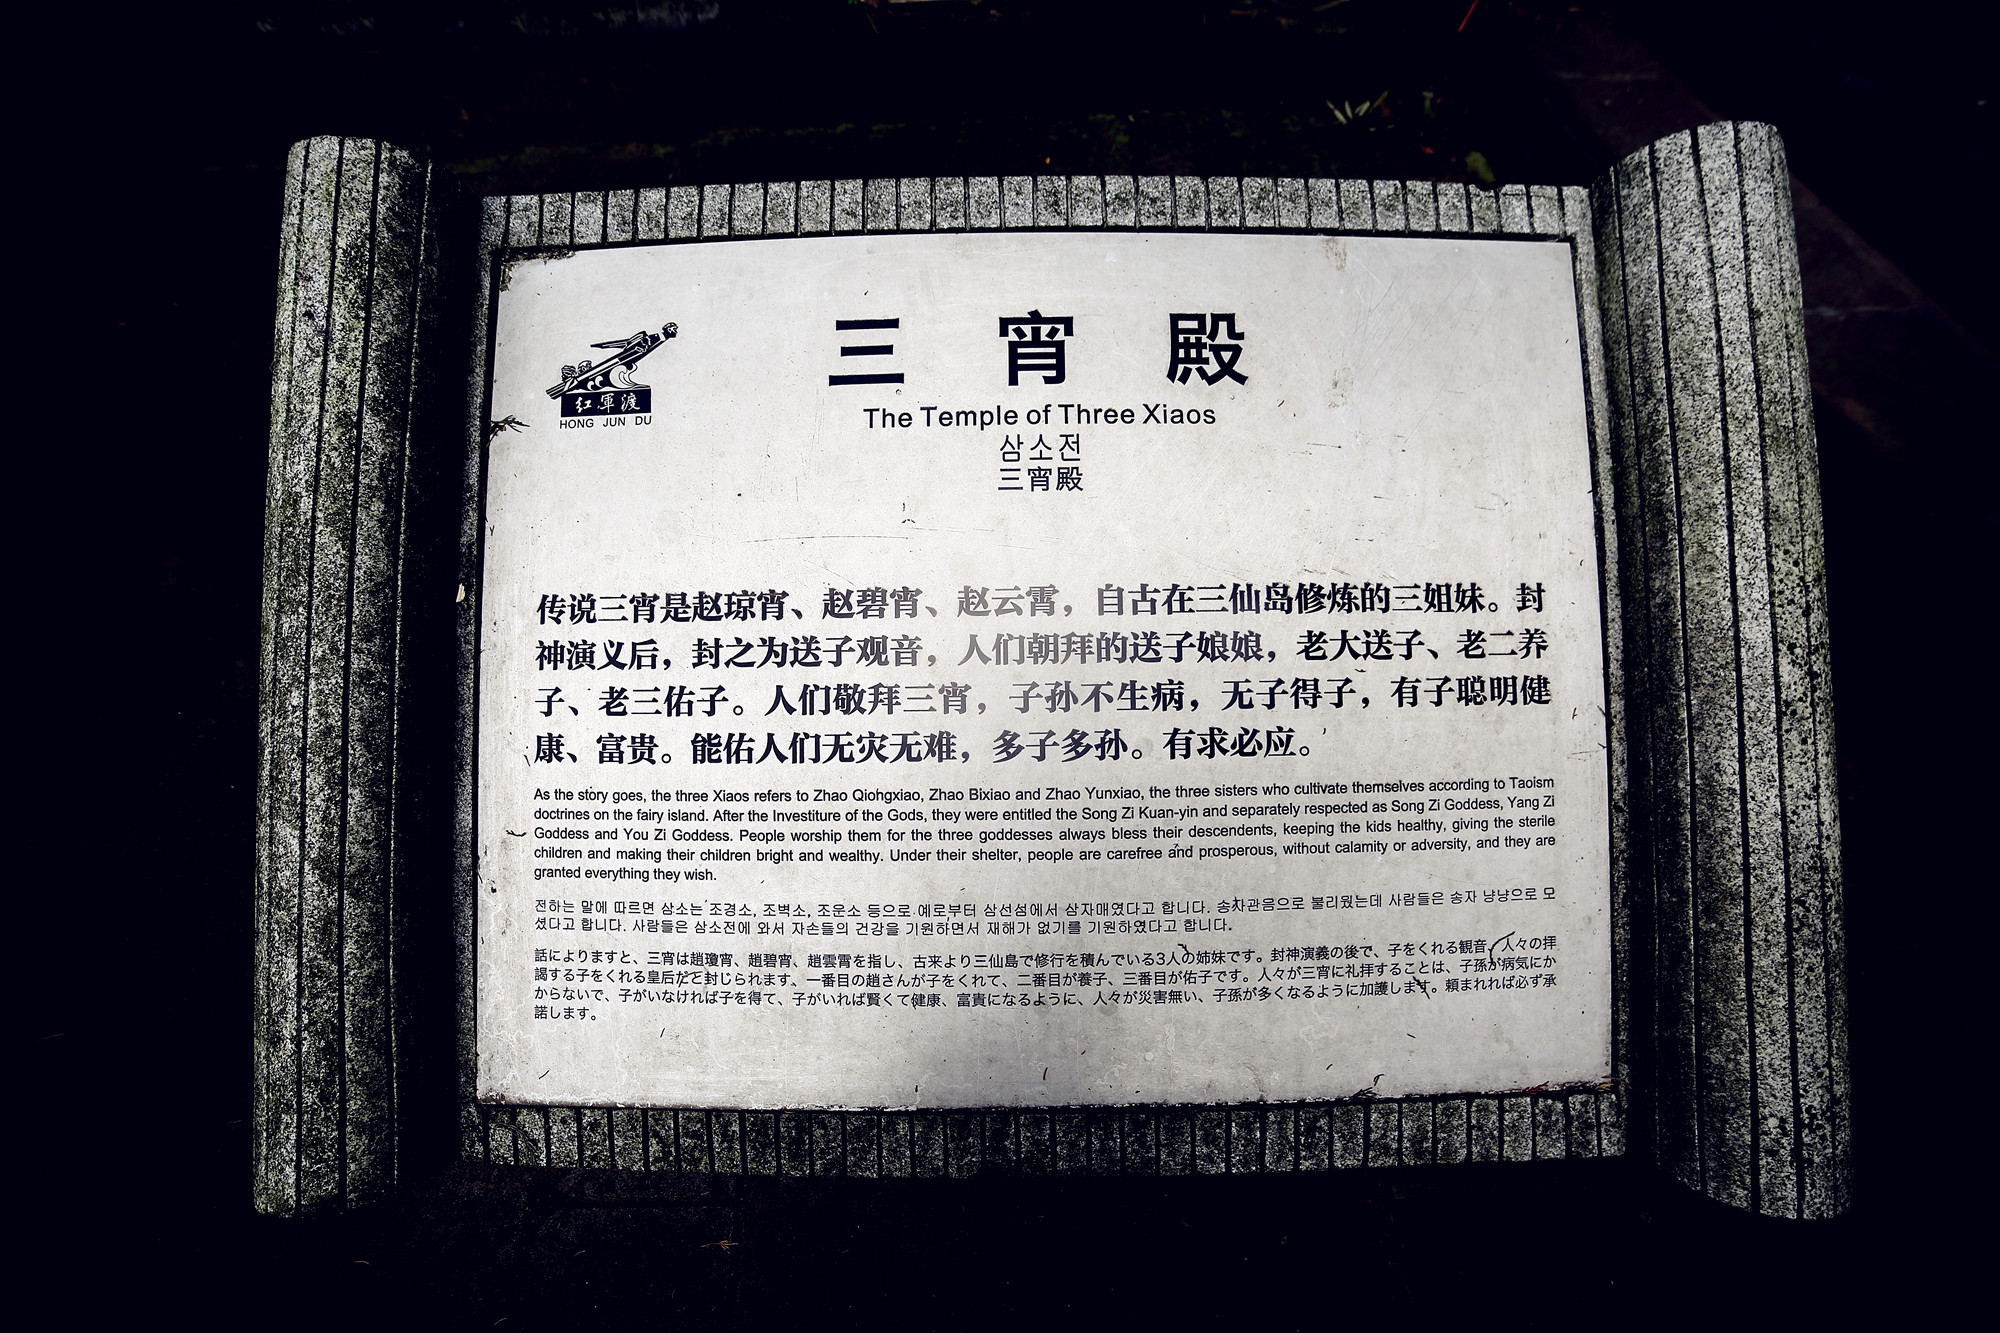 三宵殿
红軍渡
HONG JUN DU
The Temple of Three Xiaos
삼소전
三宵殿
传说三宵是赵琼宵、赵碧宵、赵云霄，自古在三仙岛修炼的三姐妹。封
神演义后，封之为送子观音，人们朝拜的送子娘娘，老大送子、老二养
子、老三佑子。人们敬拜三宵，子孙不生病，无子得子，有子聪明健
康、富贵。能佑人们无灾无难，多子多孙。有求必应。
As the story goes, the three Xiaos refers to Zhao Qiohgxiao, Zhao Bixiao and Zhao Yunxiao, the three sisters who cultivate themselves according to Taoism
doctrines on the fairy island. After the Investiture of the Gods, they were entitled the Song Zi Kuan-yin and separately respected as Song Zi Goddess, Yang Zi
Goddess and You Zi Goddess. People worship them for the three goddesses always bless their descendents, keeping the kids healthy, giving the sterile
children and making their children bright and wealthy. Under their shelter, people are carefree and prosperous, without calamity or adversity, and they are
granted everything they wish.
전하는 말에 따르면 삼소는 조경소, 조벽소, 조운소 등으로 예로부터 삼선섬에서 삼자매였다고 합니다. 송자관음으로 불리웠는데 사람들은 송자 냥냥으로 모
셨다고 합니다. 사람들은 삼소전에 와서 자손들의 건강을 기원하면서 재해가 없기를 기원하였다고 합니다.
話によりますと、三宵は趙瓊宵、趙碧宵、趙雲霄を指し、古来より三仙島で修行を積んでいる3人の姉妹です。封神演義の後で、子をくれる観音、人々の拝
謁する子をくれる皇后だと封じられます、一番目の趙さんが子をくれて、二番目が養子、三番目が佑子です。人々が三宵に礼拝することは、子孫が病気にか
からないで、子がいなければ子を得て、子がいれば賢くて健康、富貴になるように、人々が災害無い、子孫が多くなるように加護します。頼まれれば必ず承
諾します。